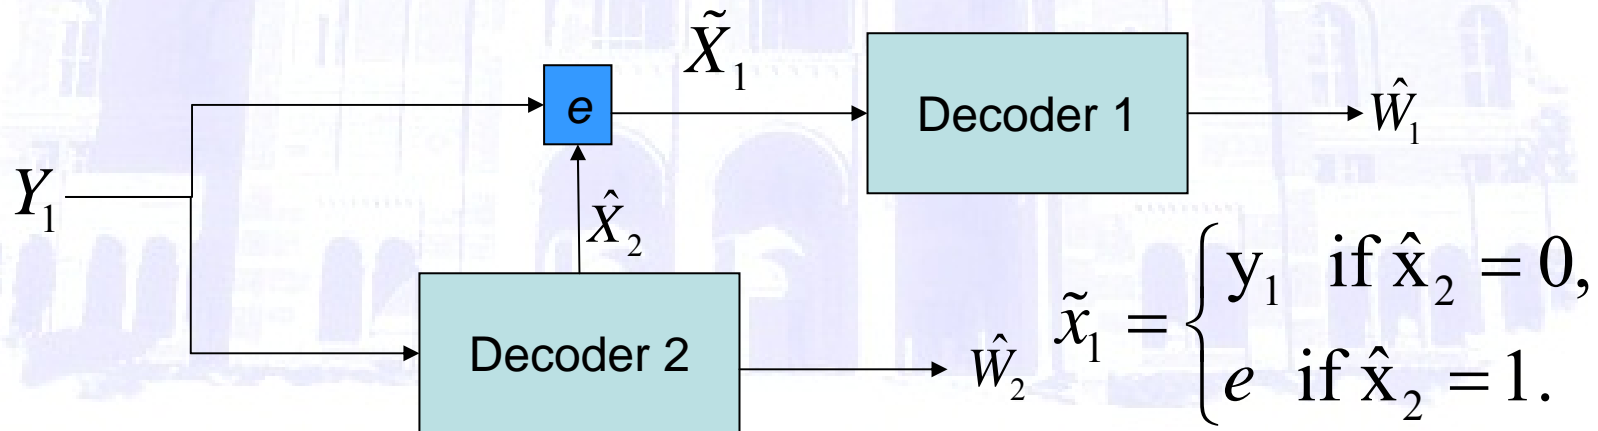 X̃₁
e
Decoder 1
Ŵ₁
Y₁
X̂₂
Decoder 2
Ŵ₂
x̃₁ = { y₁ if x̂₂ = 0,
e if x̂₂ = 1.